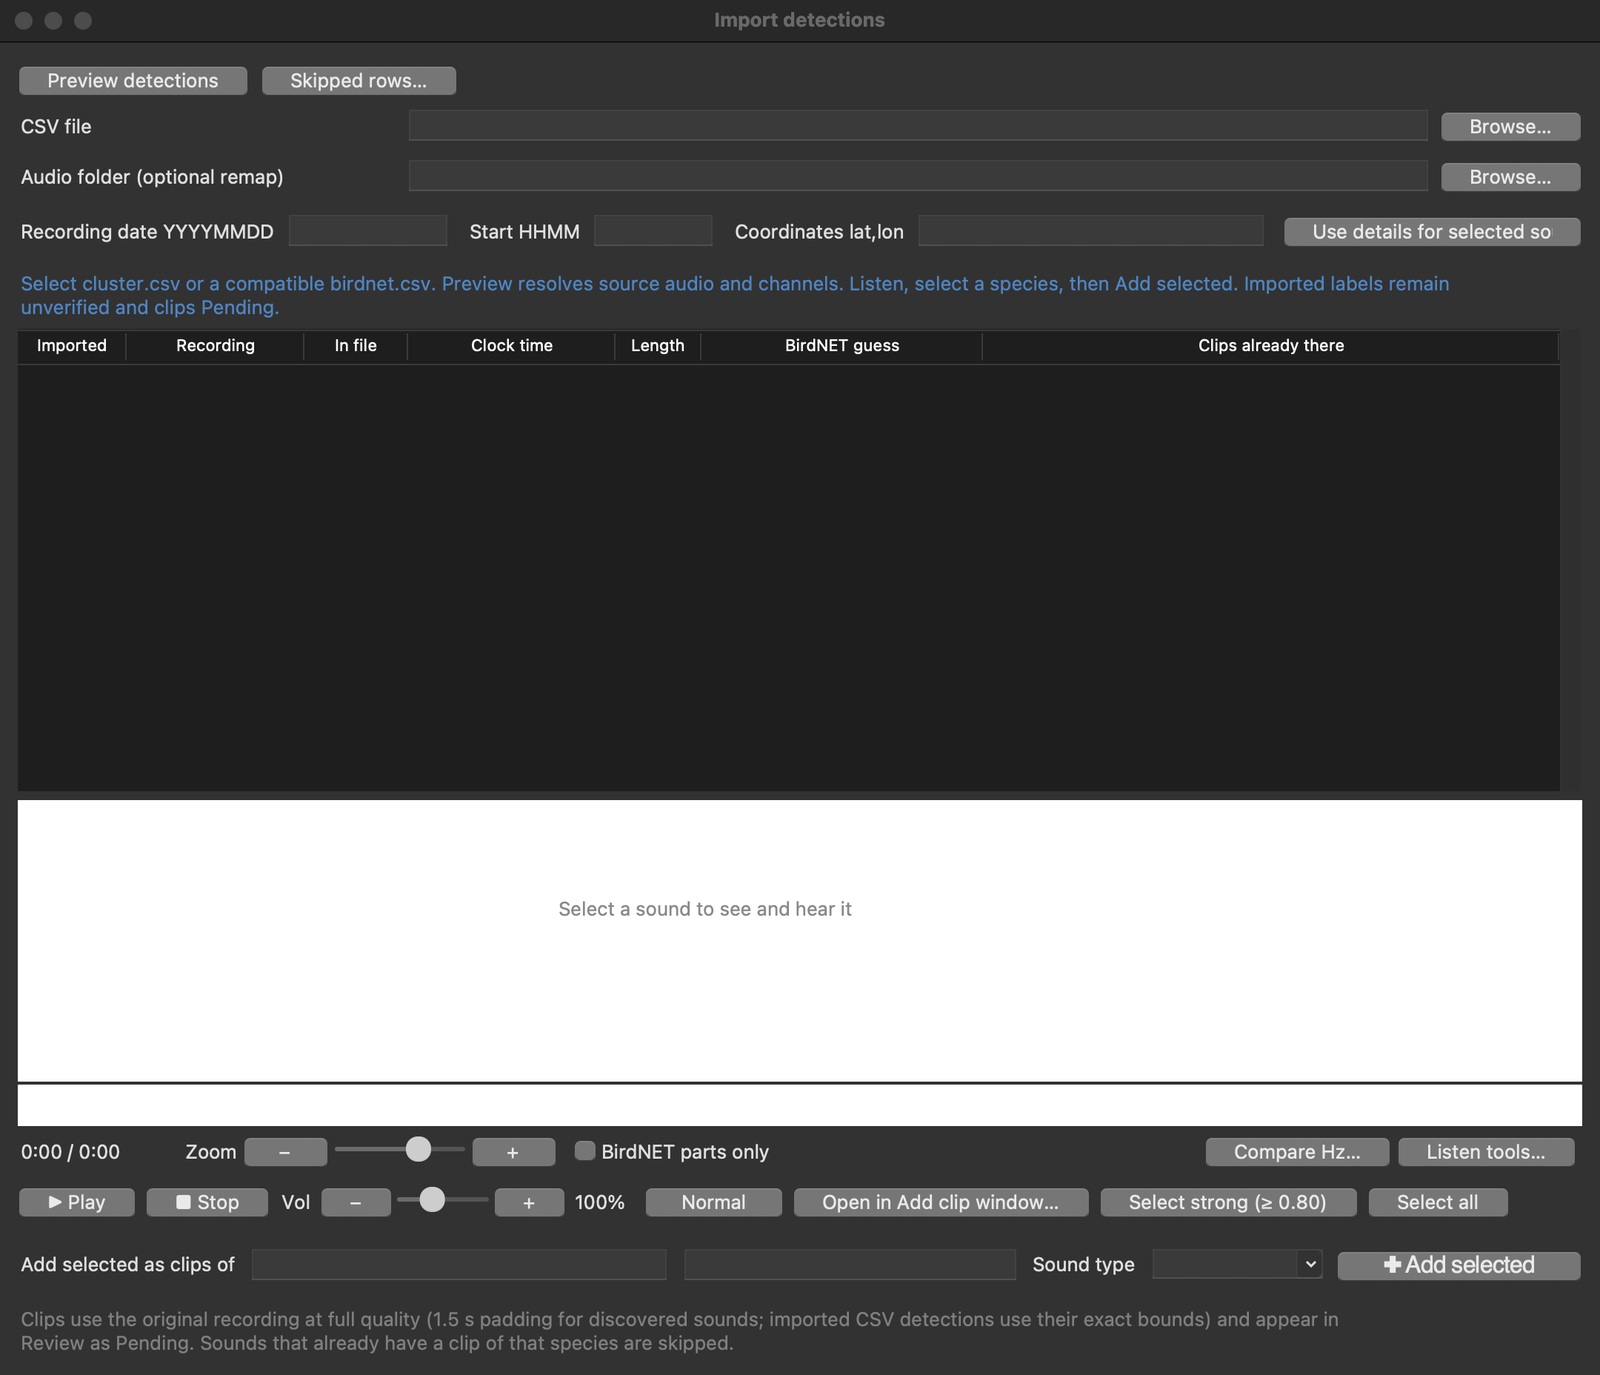 Import detections
Preview detections Skipped rows...
CSV file Browse...
Audio folder (optional remap) Browse...
Recording date YYYYMMDD Start HHMM Coordinates lat,lon Use details for selected so
Select cluster.csv or a compatible birdnet.csv. Preview resolves source audio and channels. Listen, select a species, then Add selected. Imported labels remain
unverified and clips Pending.
Imported Recording In file Clock time Length BirdNET guess Clips already there
Select a sound to see and hear it
0:00 / 0:00 Zoom − + BirdNET parts only Compare Hz... Listen tools...
▶ Play ■ Stop Vol − + 100% Normal Open in Add clip window... Select strong (≥ 0.80) Select all
Add selected as clips of Sound type ✚ Add selected
Clips use the original recording at full quality (1.5 s padding for discovered sounds; imported CSV detections use their exact bounds) and appear in
Review as Pending. Sounds that already have a clip of that species are skipped.